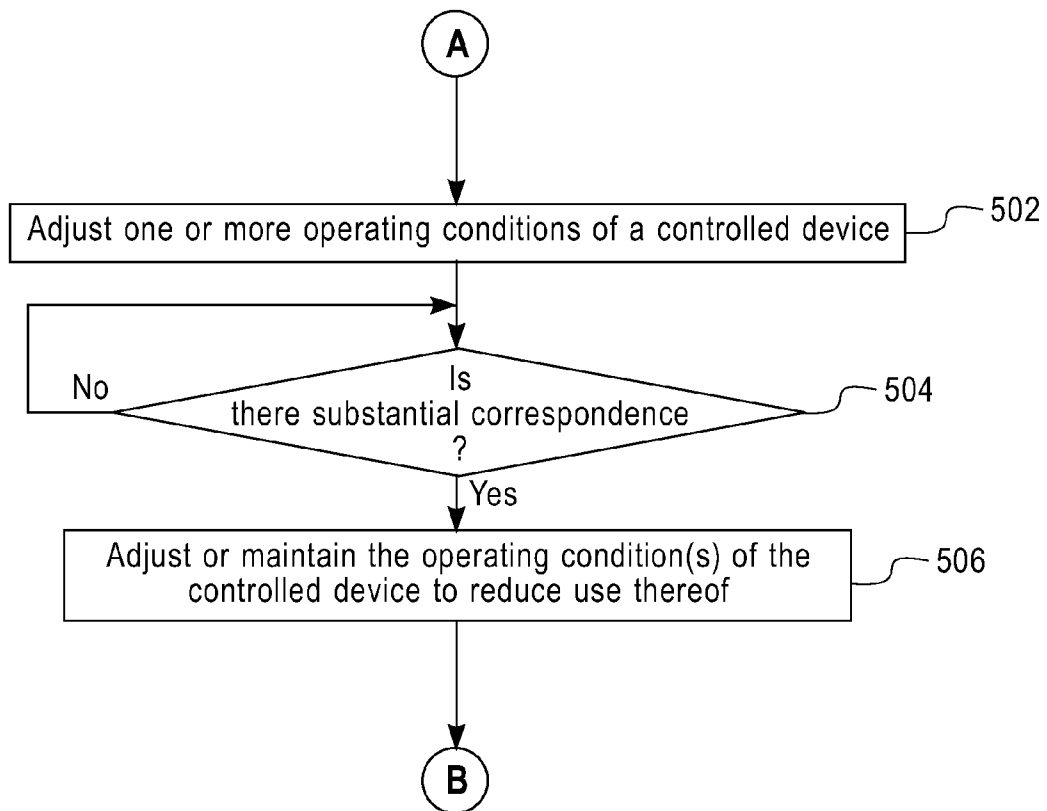 A
Adjust one or more operating conditions of a controlled device
502
No
Is
there substantial correspondence
?
504
Yes
Adjust or maintain the operating condition(s) of the
controlled device to reduce use thereof
506
B